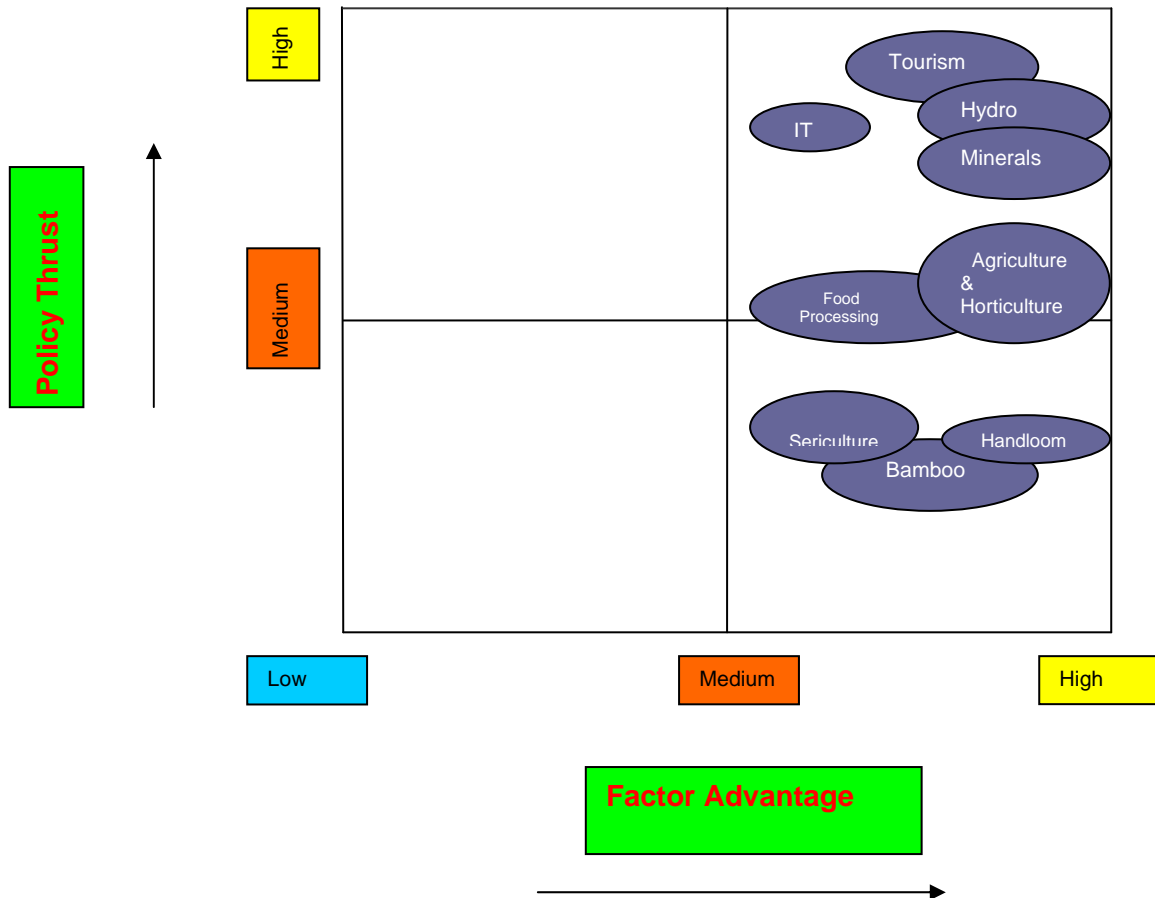 High
Tourism
Hydro
IT
Minerals
Policy Thrust
Medium
Agriculture
&
Horticulture
Food
Processing
Sericulture
Handloom
Bamboo
Low
Medium
High
Factor Advantage